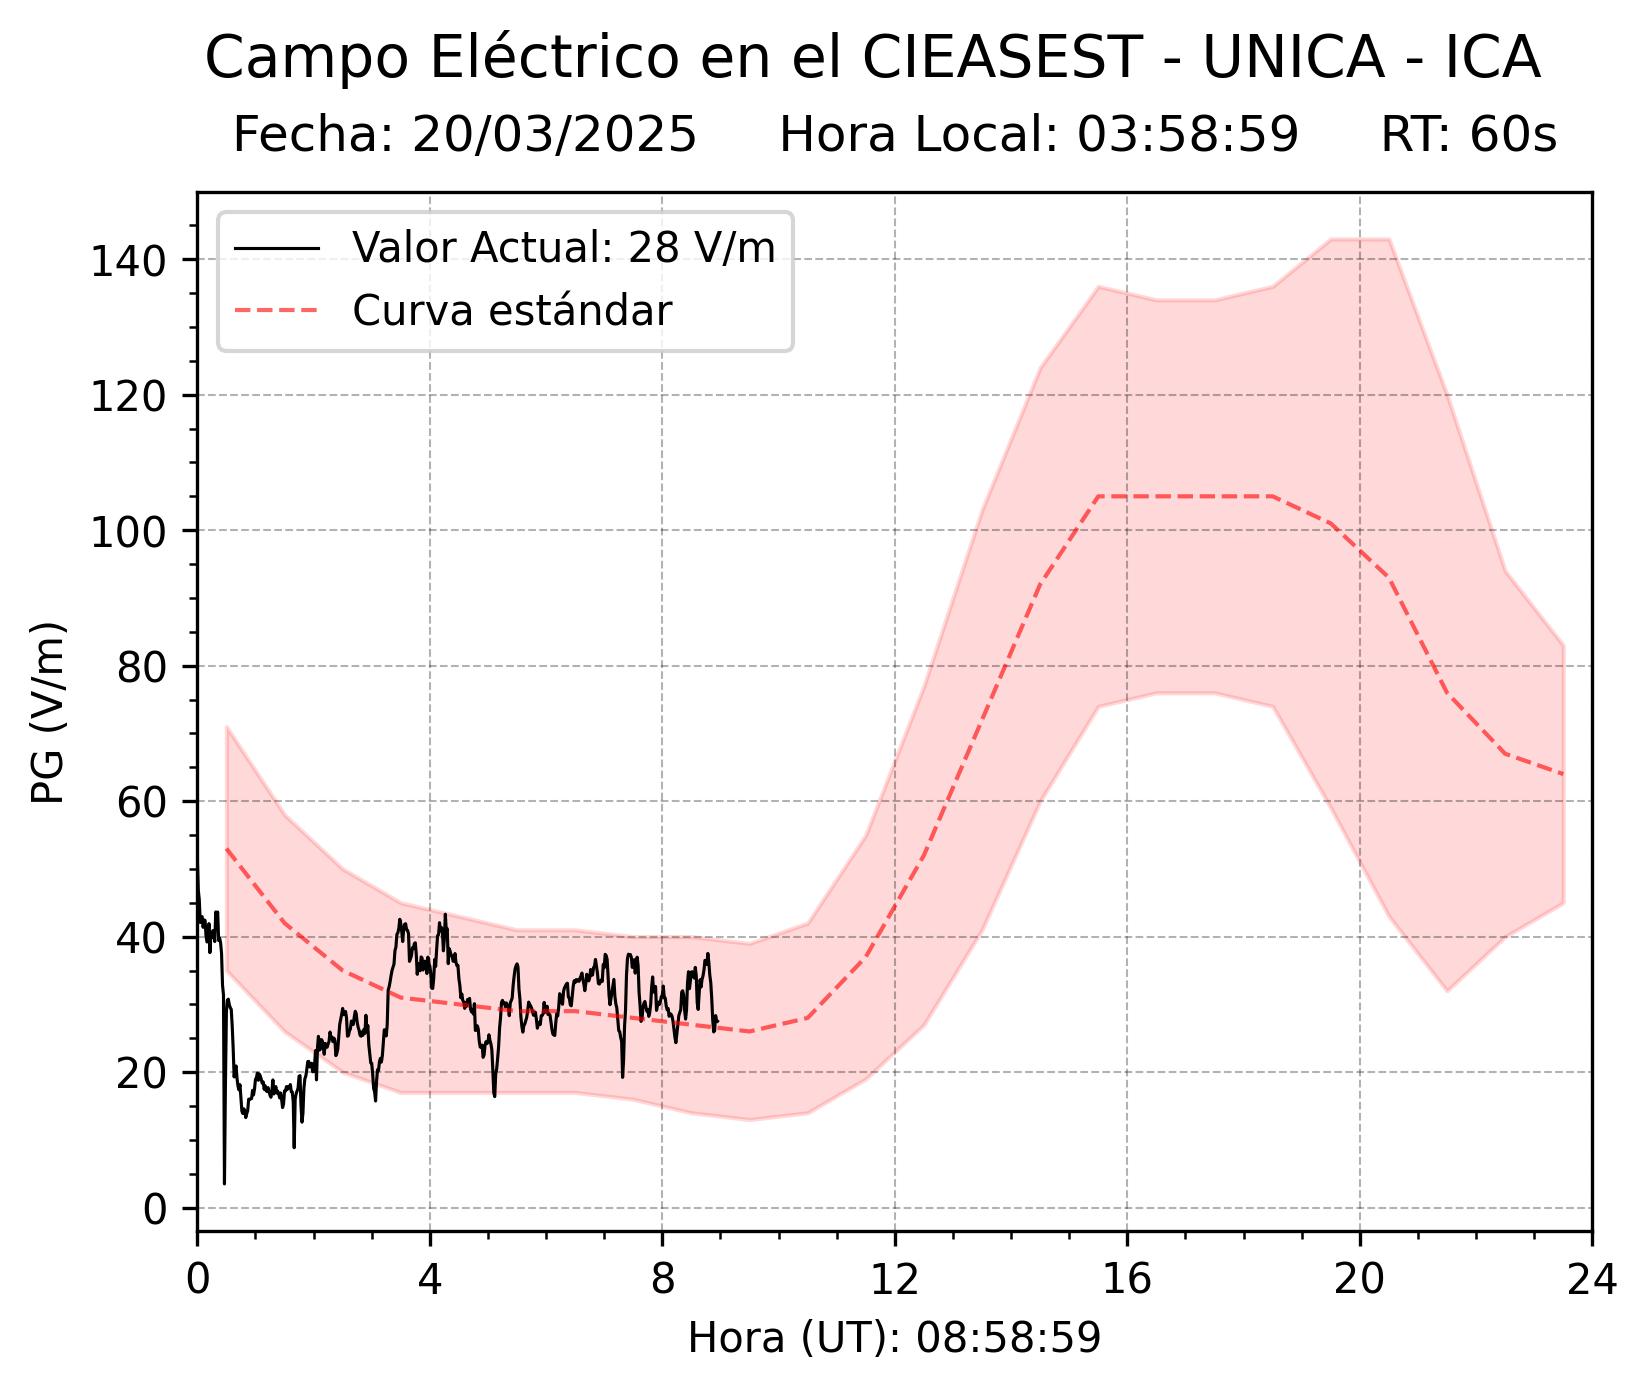 Campo Eléctrico en el CIEASEST - UNICA - ICA
Fecha: 20/03/2025 Hora Local: 03:58:59 RT: 60s
Valor Actual: 28 V/m
Curva estándar
PG (V/m)
140
120
100
80
60
40
20
0
0 4 8 12 16 20 24
Hora (UT): 08:58:59